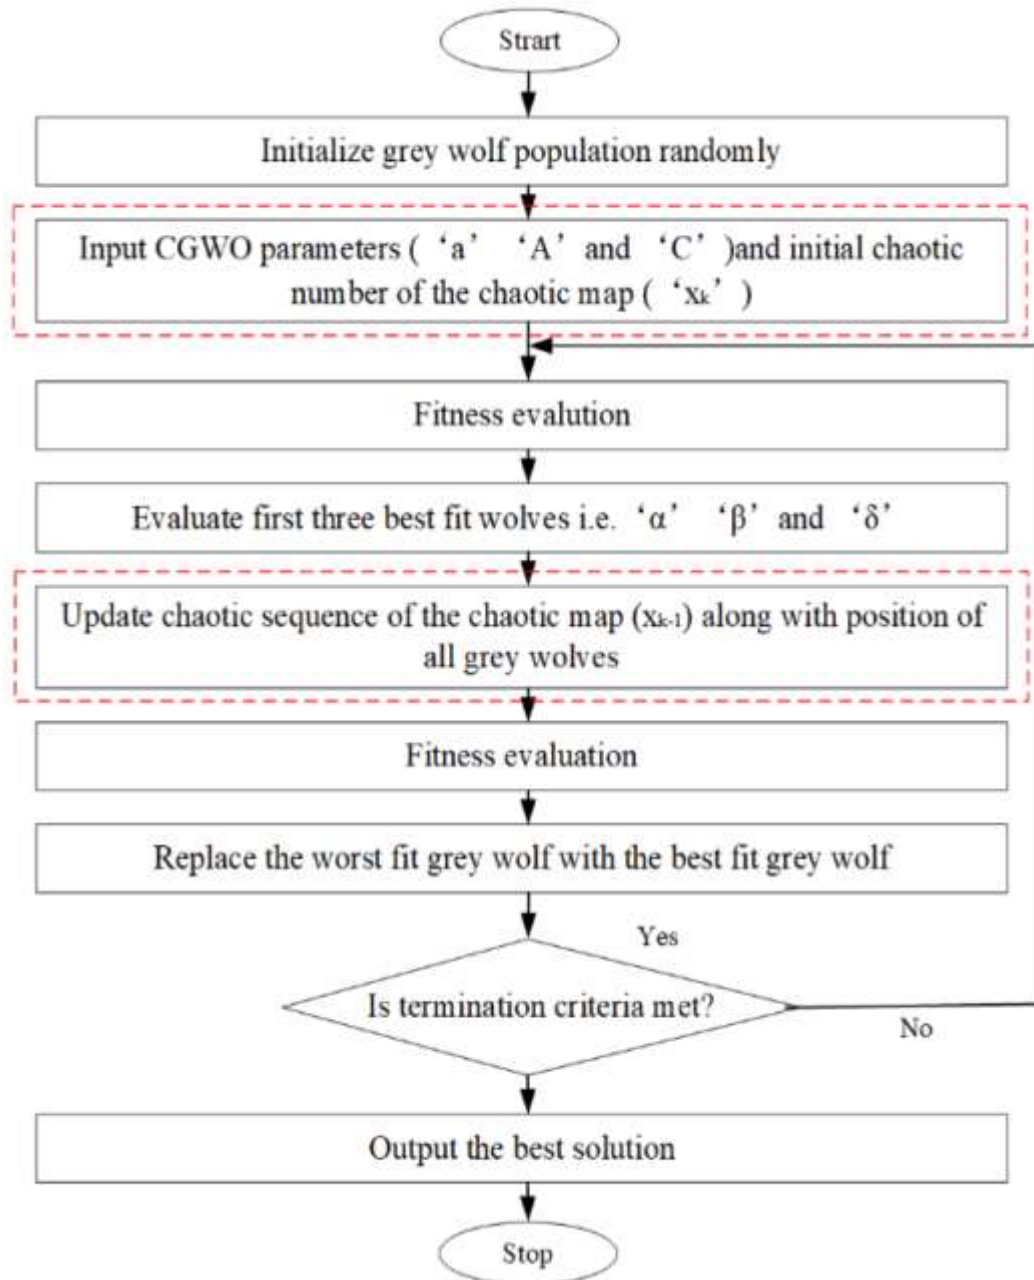 Strart
Initialize grey wolf population randomly
Input CGWO parameters ( ‘a’ ‘A’ and ‘C’ )and initial chaotic
number of the chaotic map ( ‘xk’ )
Fitness evalution
Evaluate first three best fit wolves i.e. ‘α’ ‘β’ and ‘δ’
Update chaotic sequence of the chaotic map (xk-1) along with position of
all grey wolves
Fitness evaluation
Replace the worst fit grey wolf with the best fit grey wolf
Yes
Is termination criteria met?
No
Output the best solution
Stop